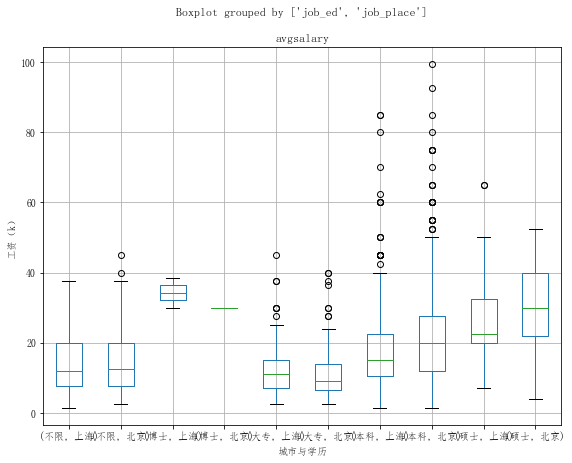 Boxplot grouped by ['job_ed', 'job_place']
avgsalary
100
80
60
40
20
0
工资 (k)
(不限, 上海)
(不限, 北京)
(博士, 上海)
(博士, 北京)
(大专, 上海)
(大专, 北京)
(本科, 上海)
(本科, 北京)
(硕士, 上海)
(硕士, 北京)
城市与学历